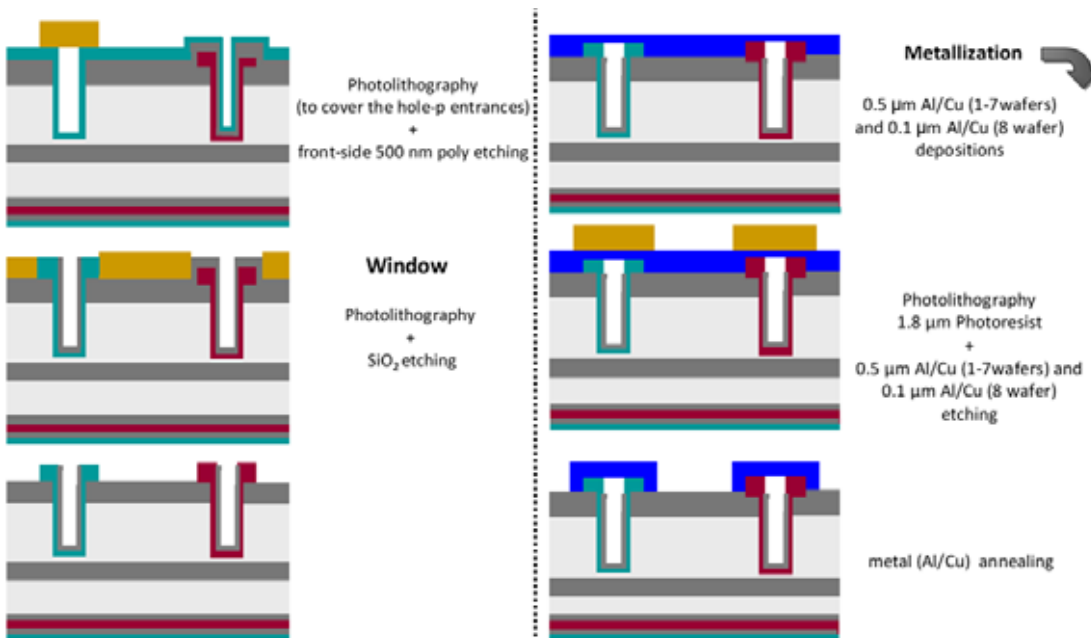 Photolithography
(to cover the hole-p entrances)
+
front-side 500 nm poly etching
Window
Photolithography
+
SiO₂ etching
Metallization
0.5 µm Al/Cu (1-7wafers)
and 0.1 µm Al/Cu (8 wafer)
depositions
Photolithography
1.8 µm Photoresist
+
0.5 µm Al/Cu (1-7wafers) and
0.1 µm Al/Cu (8 wafer)
etching
metal (Al/Cu) annealing